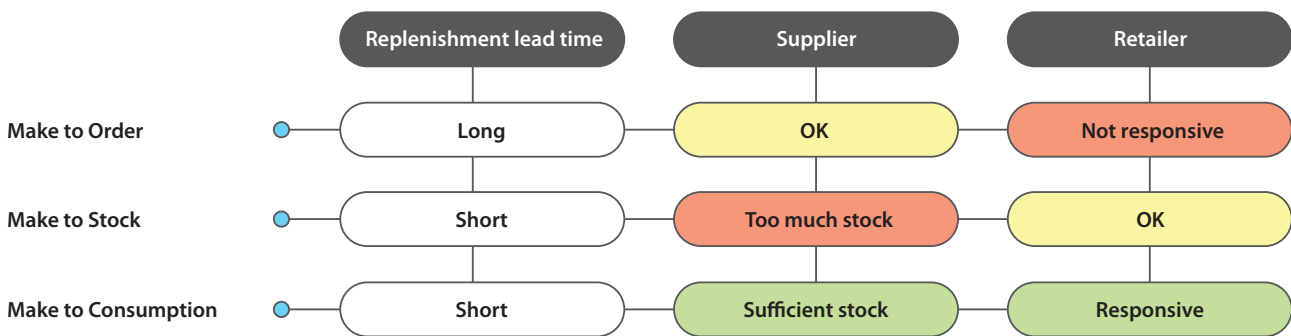 Replenishment lead time
Supplier
Retailer
Make to Order
Long
OK
Not responsive
Make to Stock
Short
Too much stock
OK
Make to Consumption
Short
Sufficient stock
Responsive